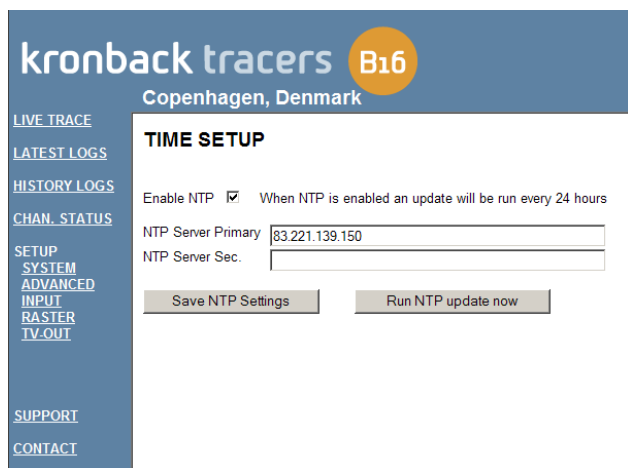 kronback tracers B16
Copenhagen, Denmark
LIVE TRACE
LATEST LOGS
HISTORY LOGS
CHAN. STATUS
SETUP
SYSTEM
ADVANCED
INPUT
RASTER
TV-OUT
SUPPORT
CONTACT
TIME SETUP
Enable NTP When NTP is enabled an update will be run every 24 hours
NTP Server Primary 83.221.139.150
NTP Server Sec.
Save NTP Settings Run NTP update now